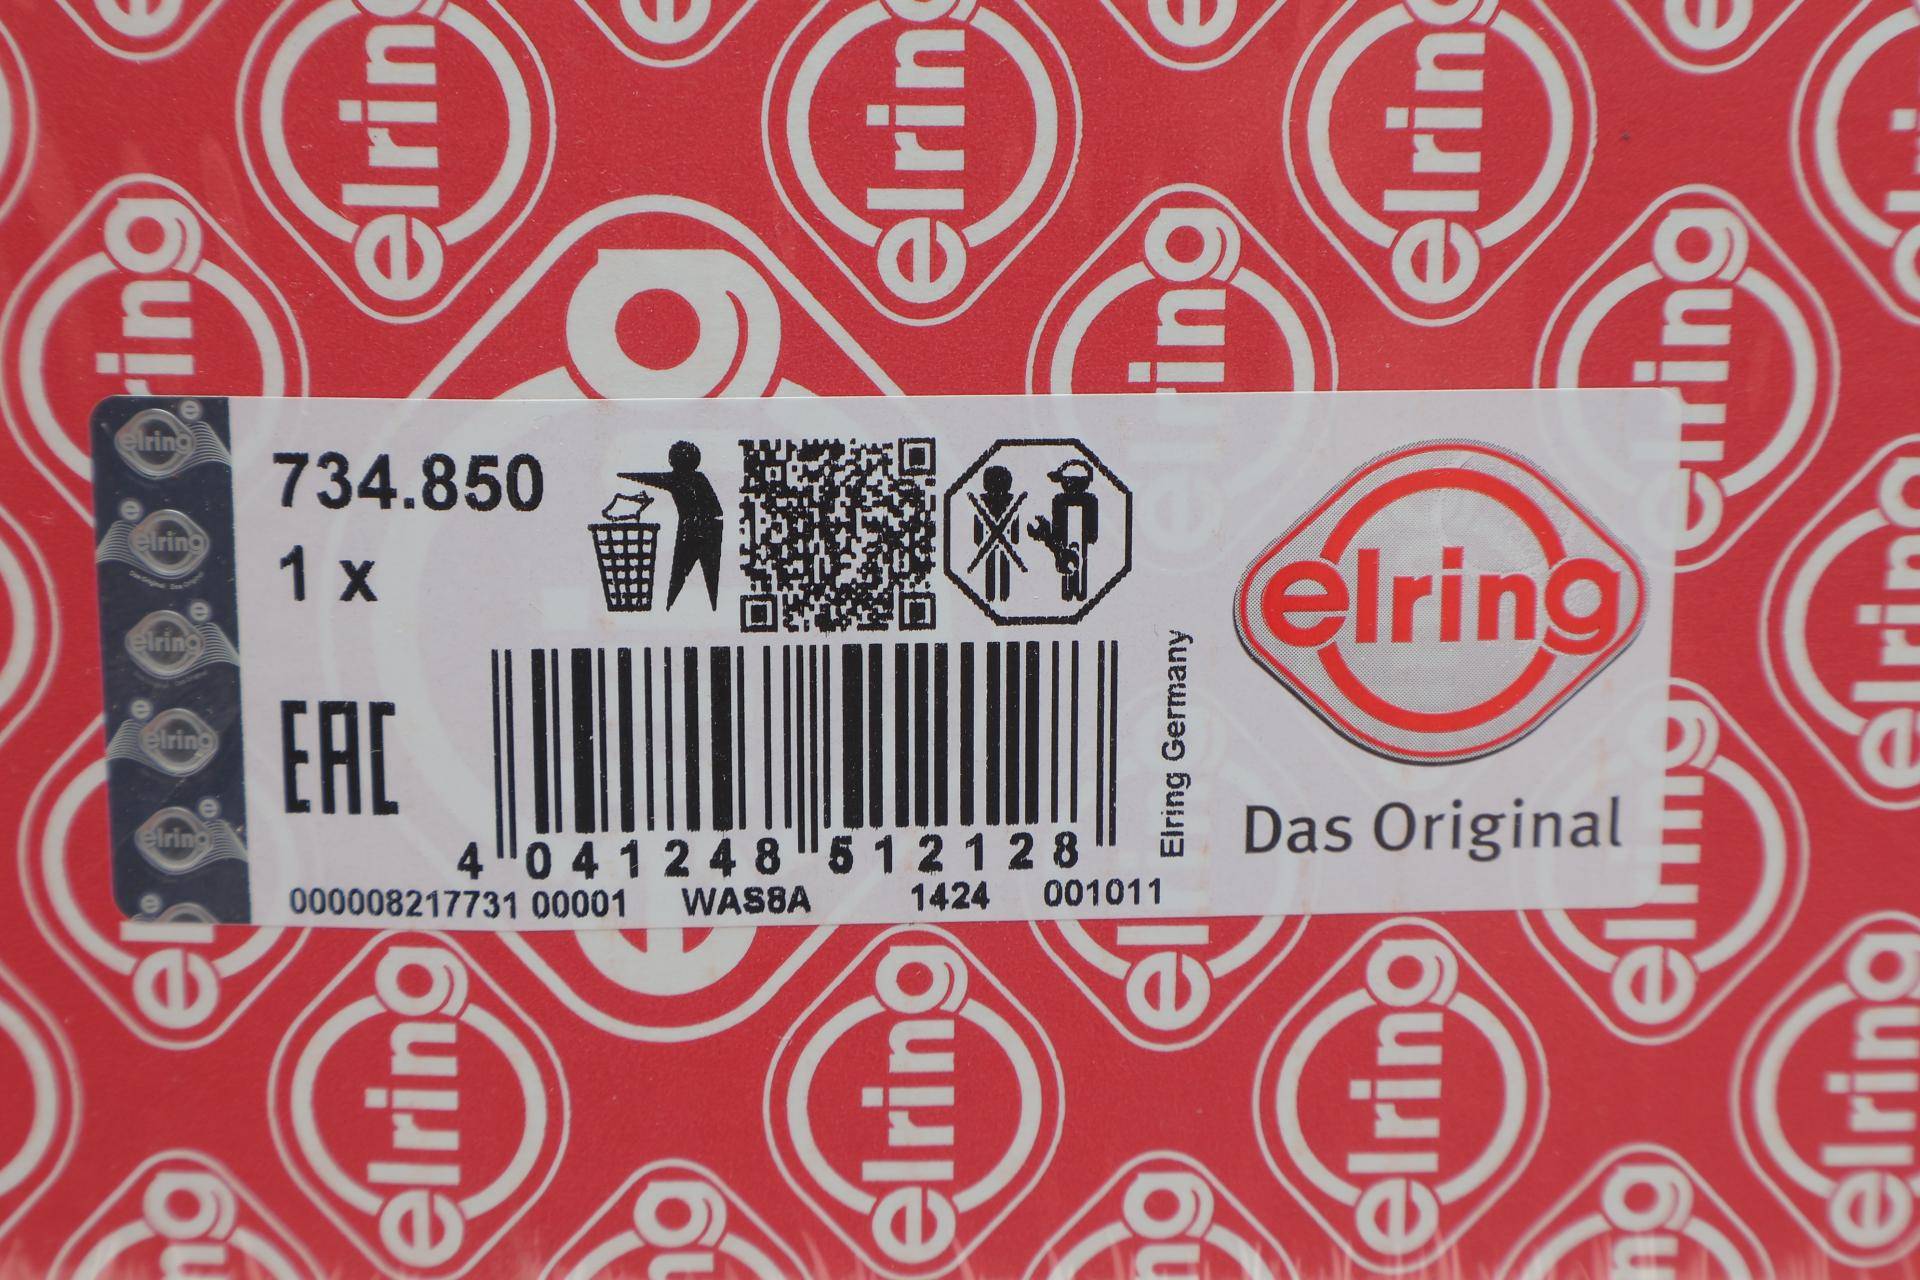 734.850
1 x
EAC
4 041248 512128
000008217731 00001 WAS8A 1424 001011
Elring Germany
elring
Das Original